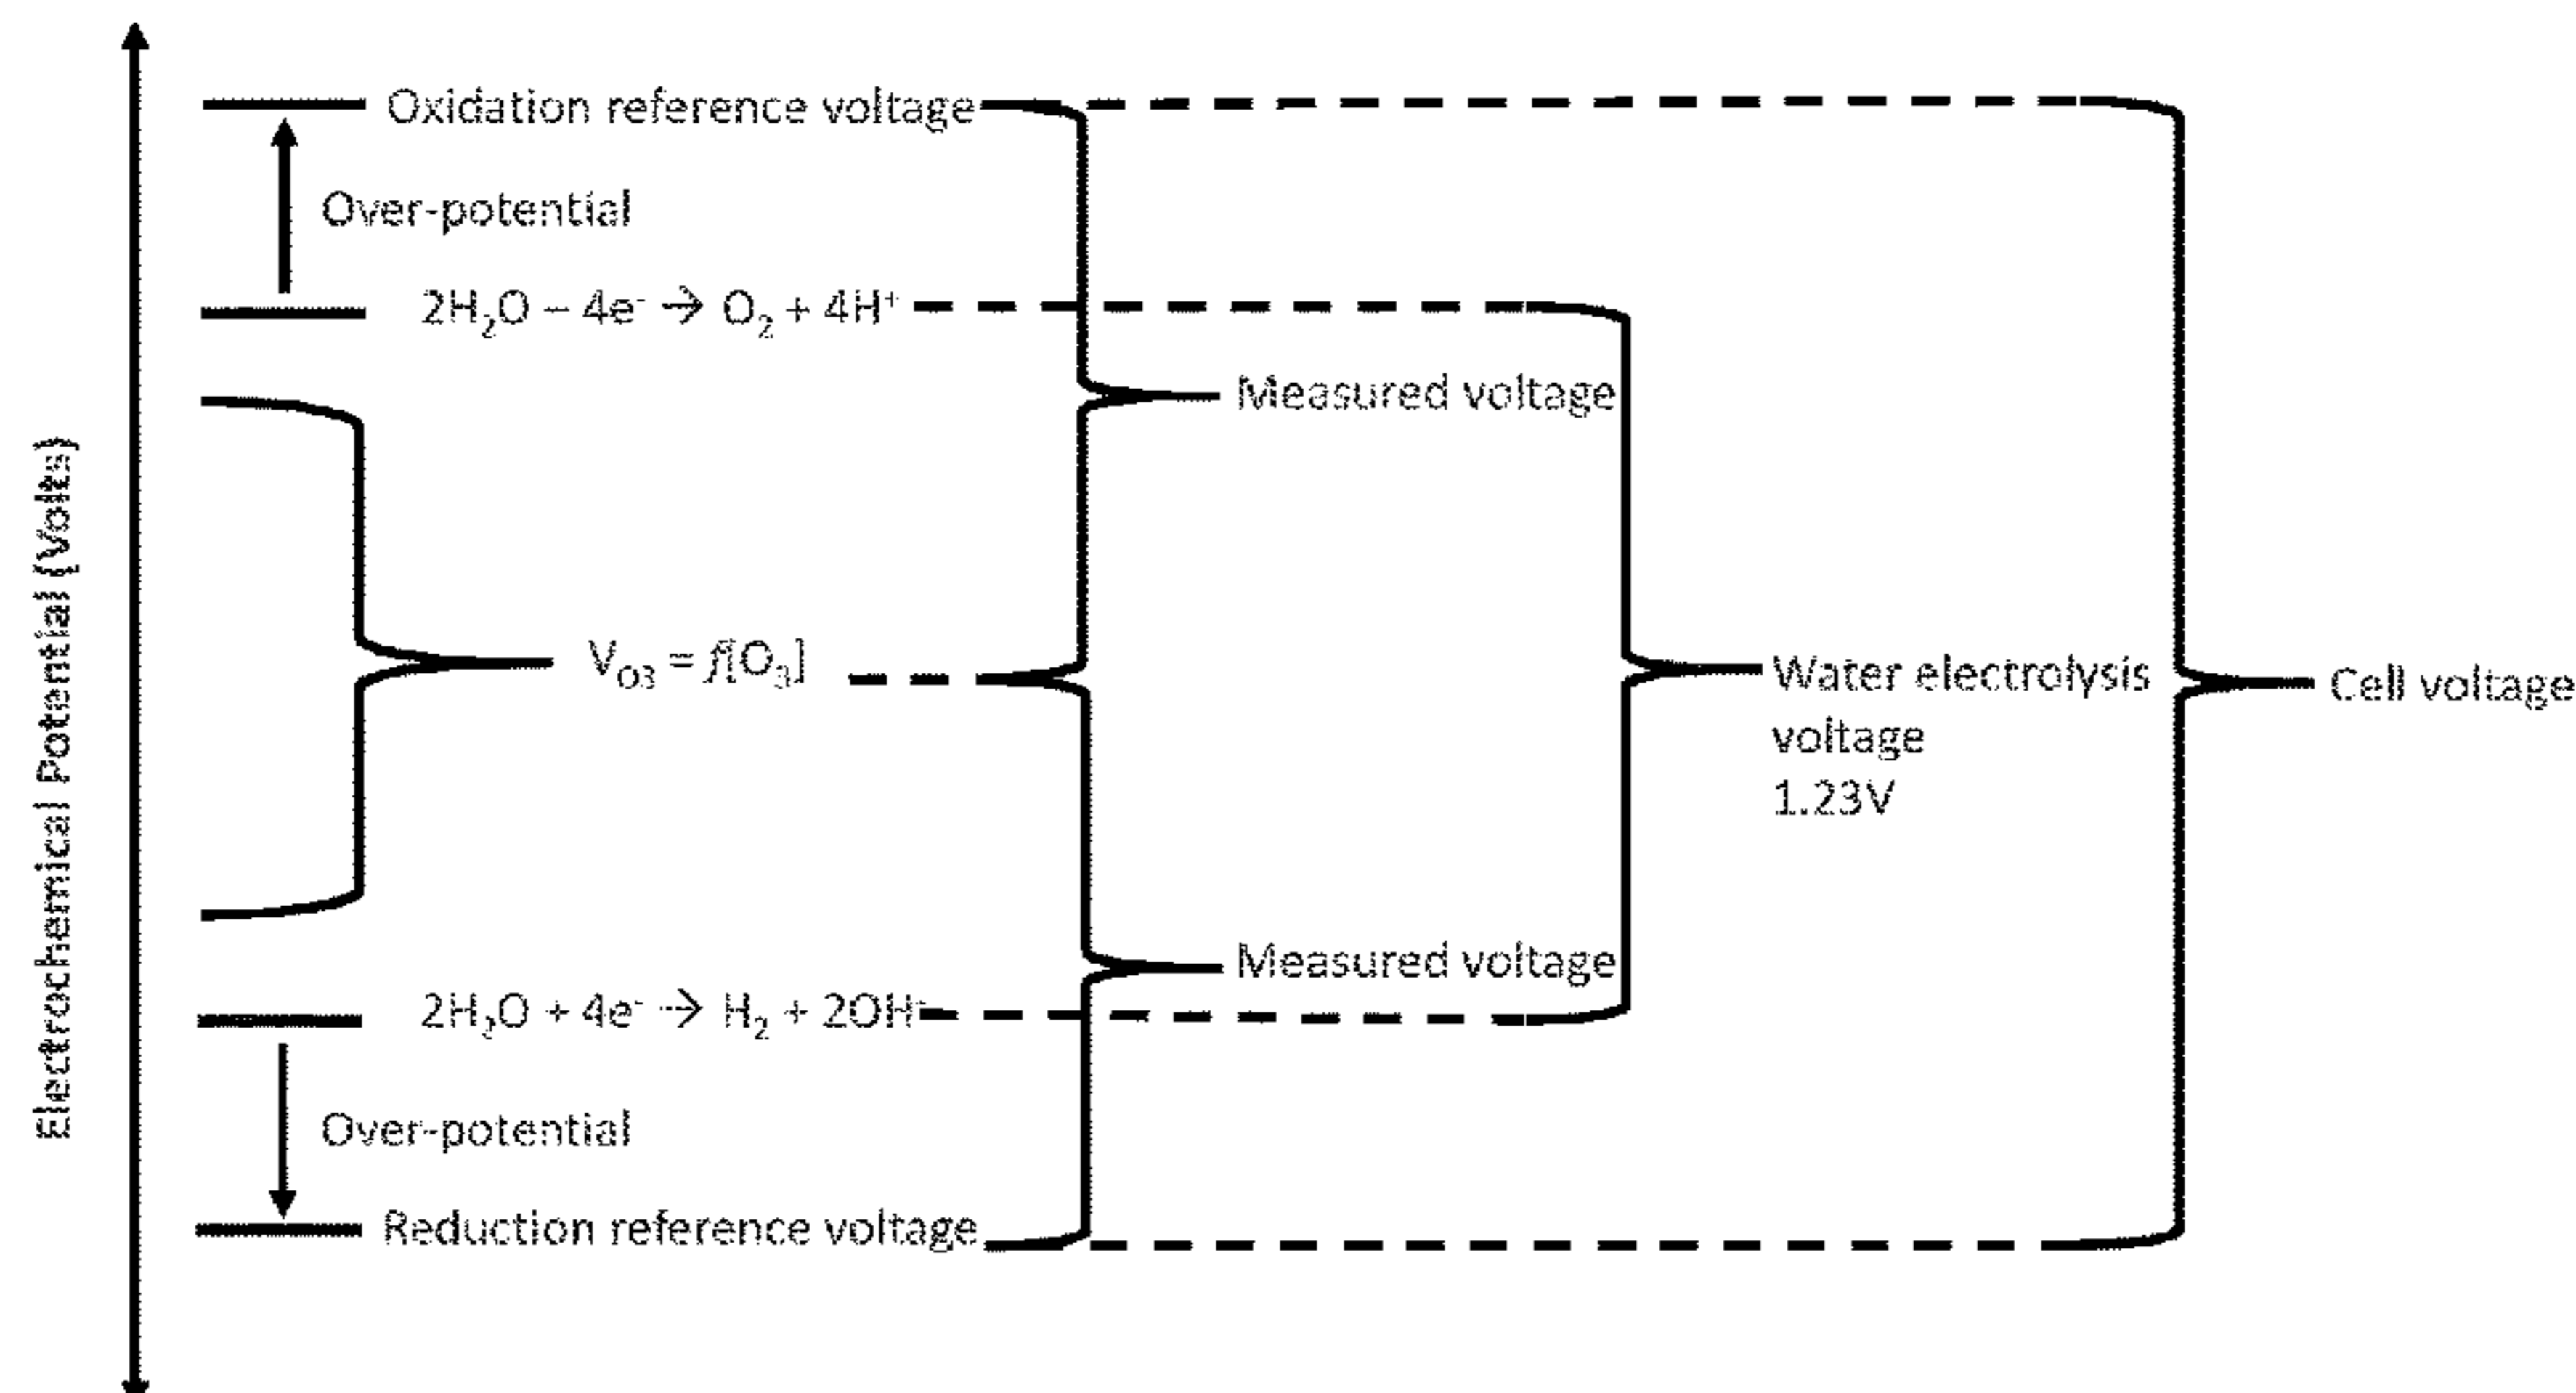 Electrochemical Potential (Volts)
Oxidation reference voltage
Over-potential
2H₂O – 4e⁻ → O₂ + 4H⁺
Measured voltage
V_O3 = f[O₃]
Water electrolysis
voltage
1.23V
Cell voltage
Measured voltage
2H₂O + 4e⁻ → H₂ + 2OH⁻
Over-potential
Reduction reference voltage